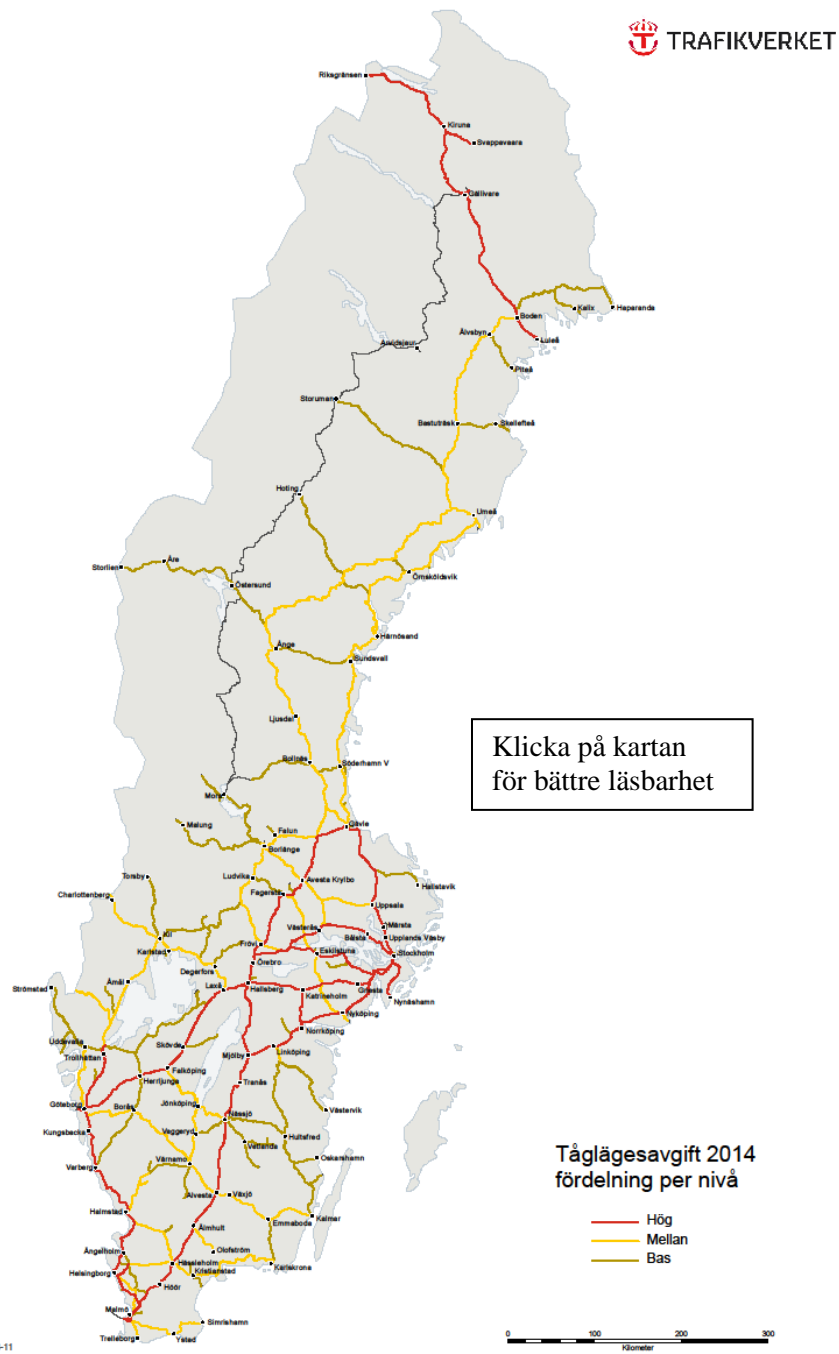 TRAFIKVERKET
Riksgränsen
Kiruna
Svappavaara
Gällivare
Boden
Kalix
Haparanda
Älvsbyn
Luleå
Arvidsjaur
Piteå
Storuman
Bastuträsk
Skellefteå
Hoting
Umeå
Storlien
Åre
Östersund
Örnsköldsvik
Härnösand
Ånge
Sundsvall
Ljusdal
Klicka på kartan
för bättre läsbarhet
Bollnäs
Söderhamn V
Mora
Malung
Falun
Gävle
Borlänge
Torsby
Ludvika
Avesta Krylbo
Hallstavik
Charlottenberg
Fagersta
Uppsala
Västerås
Märsta
Kil
Bålsta
Upplands Väsby
Karlstad
Frövi
Eskilstuna
Stockholm
Örebro
Degerfors
Strömstad
Åmål
Laxå
Hallsberg
Katrineholm
Gnesta
Nynäshamn
Nyköping
Norrköping
Uddevalla
Skövde
Linköping
Trollhättan
Mjölby
Falköping
Herrljunga
Tranås
Göteborg
Borås
Jönköping
Västervik
Nässjö
Kungsbacka
Vaggeryd
Hultsfred
Vetlanda
Tåglägesavgift 2014
fördelning per nivå
Värnamo
Oskarshamn
Varberg
Alvesta
Växjö
Halmstad
Emmaboda
Kalmar
Hög
Mellan
Bas
Älmhult
Ängelholm
Olofström
Hässleholm
Helsingborg
Kristianstad
Karlskrona
Höör
Malmö
Simrishamn
Trelleborg
Ystad
0 100 200 300
Kilometer
-11